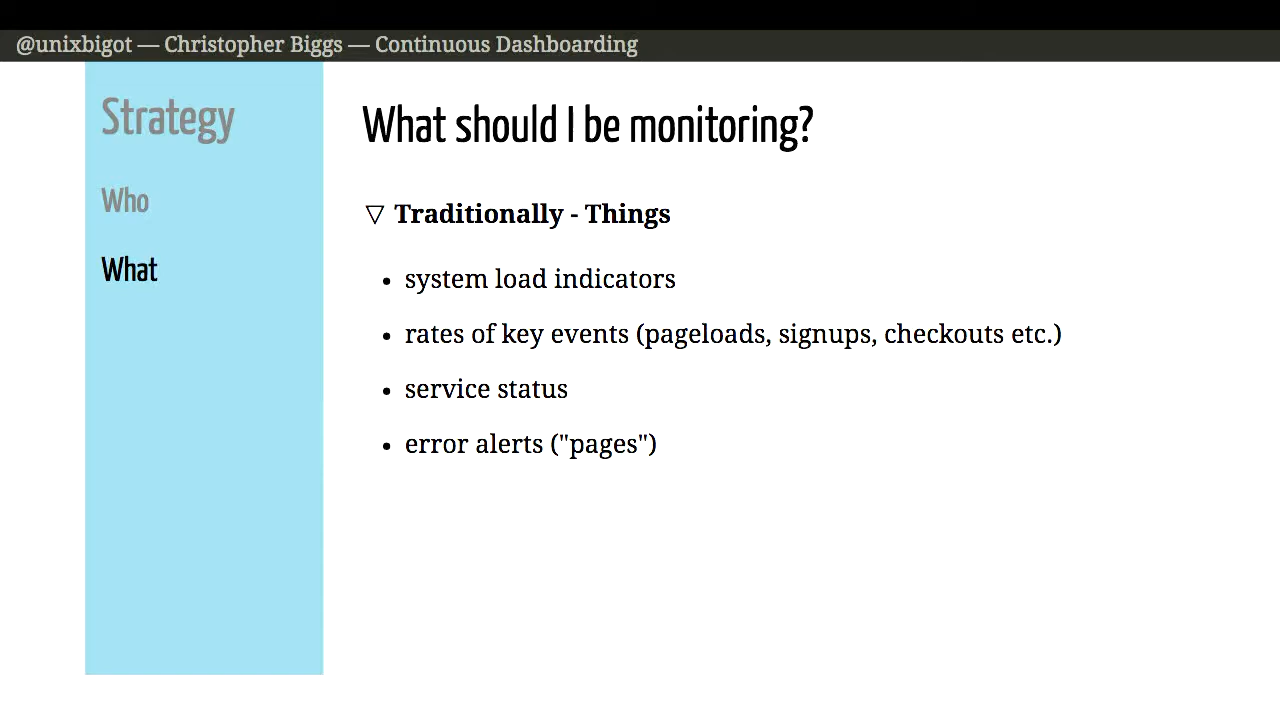 @unixbigot — Christopher Biggs — Continuous Dashboarding
Strategy
Who
What
What should I be monitoring?
▽ Traditionally - Things
• system load indicators
• rates of key events (pageloads, signups, checkouts etc.)
• service status
• error alerts ("pages")